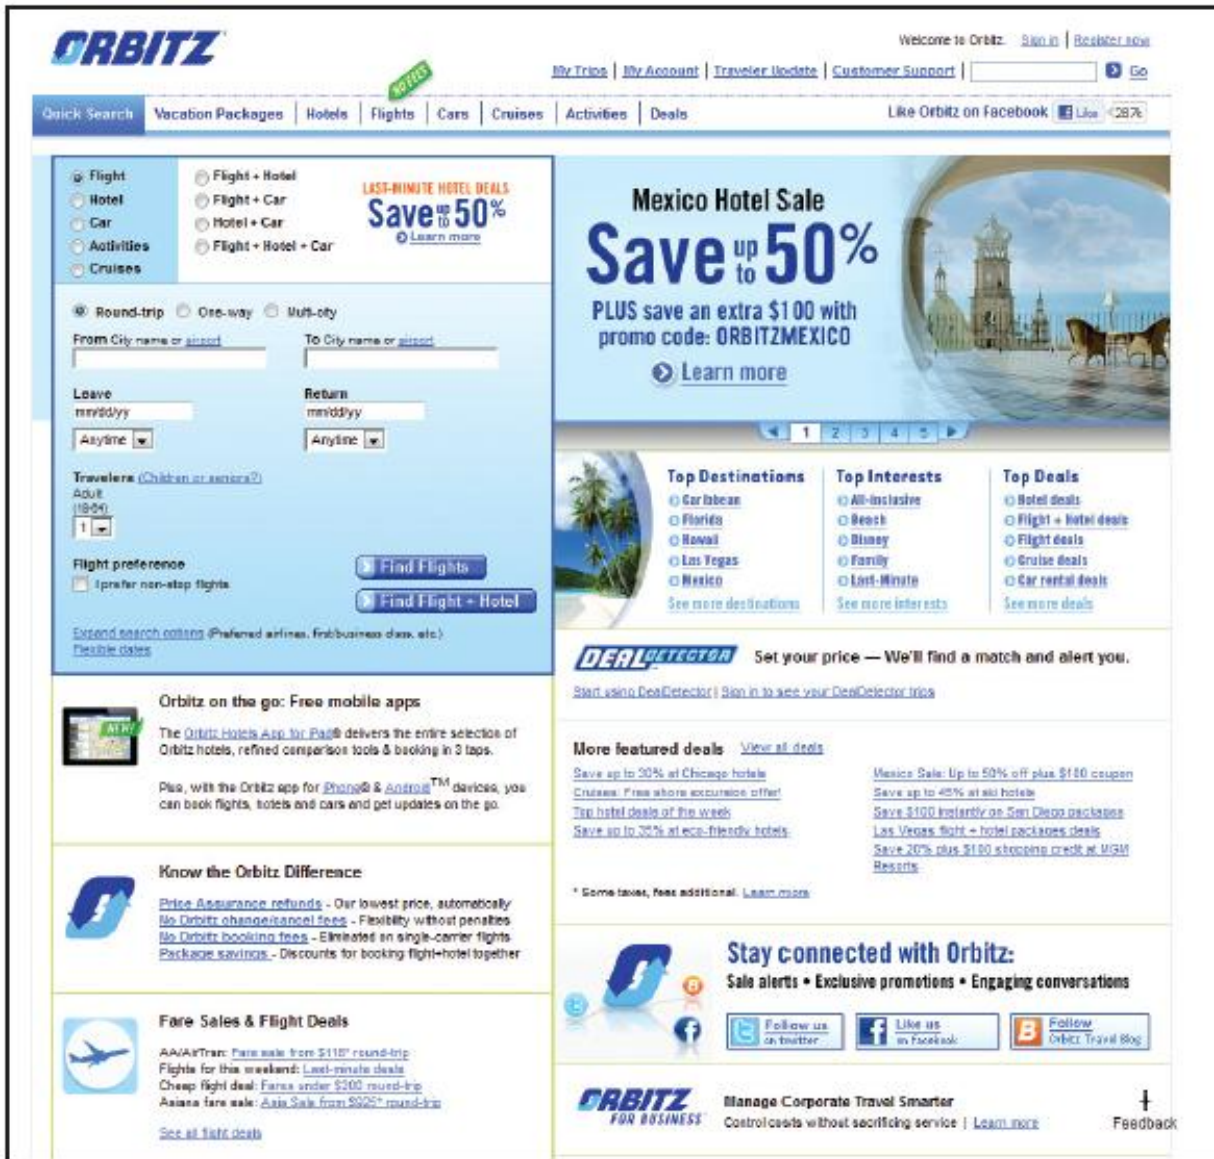 ORBITZ
Welcome to Orbitz. Sign in | Register now
My Trips | My Account | Traveler Update | Customer Support | Go
NO FEES
Quick Search Vacation Packages | Hotels | Flights | Cars | Cruises | Activities | Deals
Like Orbitz on Facebook Like 287k
Flight
Hotel
Car
Activities
Cruises
Flight + Hotel
Flight + Car
Hotel + Car
Flight + Hotel + Car
LAST-MINUTE HOTEL DEALS
Save up to 50%
Learn more
Round-trip One-way Multi-city
From City name or airport To City name or airport
Leave Return
mm/dd/yy mm/dd/yy
Anytime Anytime
Travelers (Children or seniors?)
Adult
(18-64)
1
Flight preference
I prefer non-stop flights
Find Flights
Find Flight + Hotel
Expand search options (Preferred airlines, first/business class, etc.)
Flexible dates
Mexico Hotel Sale
Save up to 50%
PLUS save an extra $100 with
promo code: ORBITZMEXICO
Learn more
1 2 3 4 5
Top Destinations
Caribbean
Florida
Hawaii
Las Vegas
Mexico
See more destinations
Top Interests
All-inclusive
Beach
Disney
Family
Last-Minute
See more interests
Top Deals
Hotel deals
Flight + Hotel deals
Flight deals
Cruise deals
Car rental deals
See more deals
DEALDETECTOR Set your price — We'll find a match and alert you.
Start using DealDetector | Sign in to see your DealDetector trips
More featured deals View all deals
Save up to 30% at Chicago hotels
Cruises: Free shore excursion offer!
Top hotel deals of the week
Save up to 35% at eco-friendly hotels
Mexico Sale: Up to 50% off plus $100 coupon
Save up to 45% at ski hotels
Save $100 instantly on San Diego packages
Las Vegas flight + hotel packages deals
Save 20% plus $100 shopping credit at MGM
Resorts
* Some taxes, fees additional. Learn more
Orbitz on the go: Free mobile apps
NEW!
The Orbitz Hotels App for iPad® delivers the entire selection of
Orbitz hotels, refined comparison tools & booking in 3 taps.
Plus, with the Orbitz app for iPhone® & Android™ devices, you
can book flights, hotels and cars and get updates on the go.
Know the Orbitz Difference
Price Assurance refunds - Our lowest price, automatically
No Orbitz change/cancel fees - Flexibility without penalties
No Orbitz booking fees - Eliminated on single-carrier flights
Package savings - Discounts for booking flight+hotel together
Fare Sales & Flight Deals
AA/AirTran: Fare sale from $118* round-trip
Flights for this weekend: Last-minute deals
Cheap flight deal: Fares under $200 round-trip
Asiana fare sale: Asia Sale from $925* round-trip
See all flight deals
Stay connected with Orbitz:
Sale alerts • Exclusive promotions • Engaging conversations
Follow us
on twitter
Like us
on facebook
Follow
Orbitz Travel Blog
ORBITZ
FOR BUSINESS
Manage Corporate Travel Smarter
Control costs without sacrificing service | Learn more
Feedback